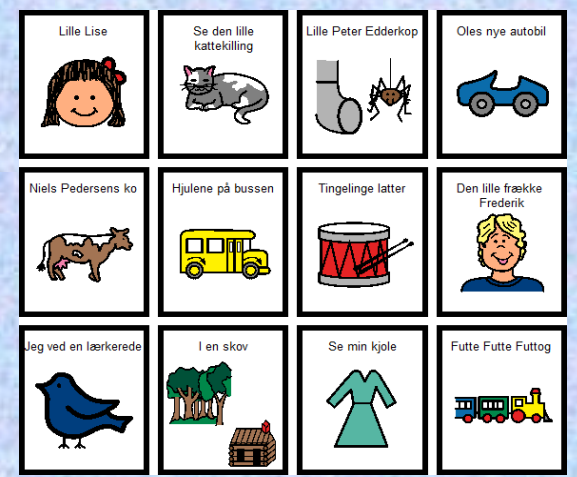 Lille Lise
Se den lille
kattekilling
Lille Peter Edderkop
Oles nye autobil
Niels Pedersens ko
Hjulene på bussen
Tingelinge latter
Den lille frække
Frederik
Jeg ved en lærkerede
I en skov
Se min kjole
Futte Futte Futtog